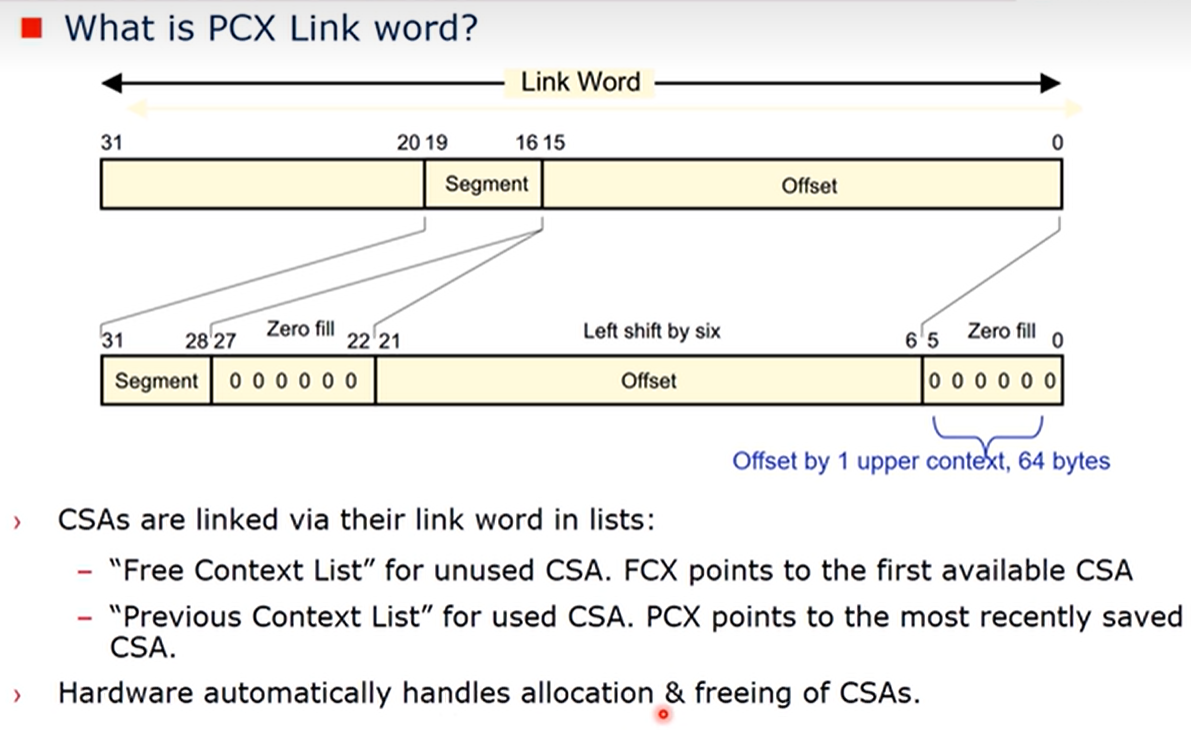 What is PCX Link word?
Link Word
31 20 19 16 15 0
Segment Offset
31 28 27 Zero fill 22 21 Left shift by six 6 5 Zero fill 0
Segment 0 0 0 0 0 0 Offset 0 0 0 0 0 0
Offset by 1 upper context, 64 bytes
› CSAs are linked via their link word in lists:
– “Free Context List” for unused CSA. FCX points to the first available CSA
– “Previous Context List” for used CSA. PCX points to the most recently saved
CSA.
› Hardware automatically handles allocation & freeing of CSAs.